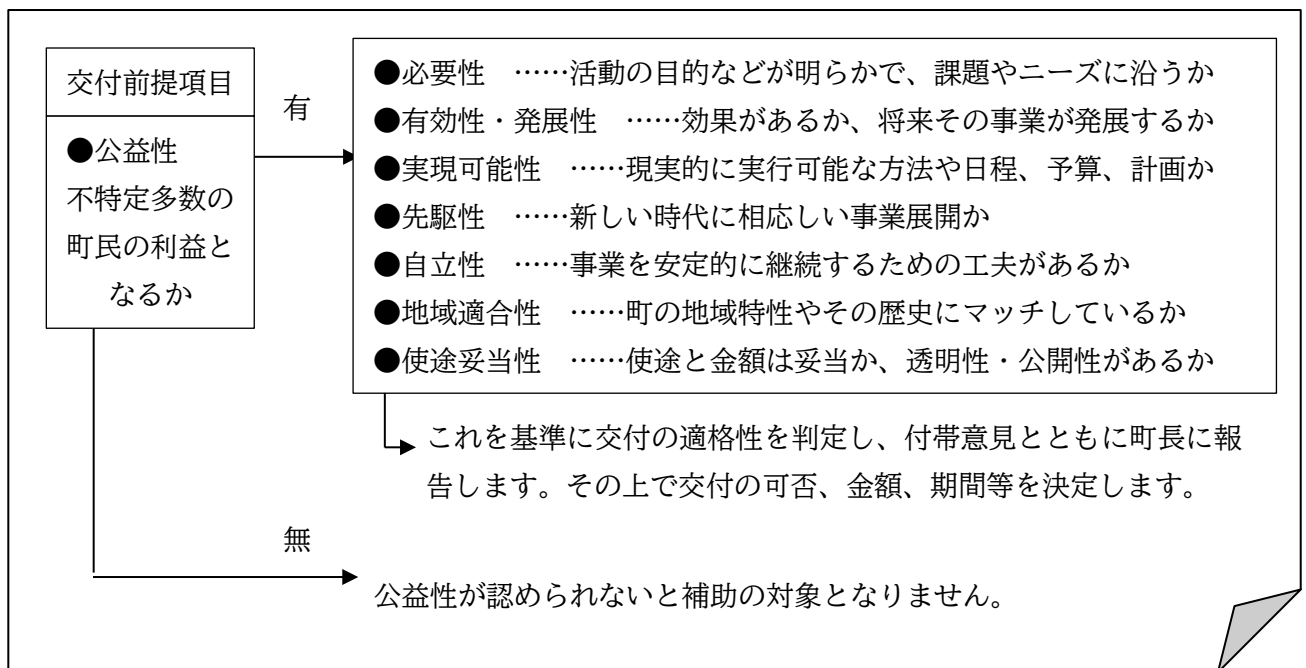 交付前提項目
●公益性
不特定多数の
町民の利益と
なるか
有
●必要性　……活動の目的などが明らかで、課題やニーズに沿うか
●有効性・発展性　……効果があるか、将来その事業が発展するか
●実現可能性　……現実的に実行可能な方法や日程、予算、計画か
●先駆性　……新しい時代に相応しい事業展開か
●自立性　……事業を安定的に継続するための工夫があるか
●地域適合性　……町の地域特性やその歴史にマッチしているか
●使途妥当性　……使途と金額は妥当か、透明性・公開性があるか
これを基準に交付の適格性を判定し、付帯意見とともに町長に報
告します。その上で交付の可否、金額、期間等を決定します。
無
公益性が認められないと補助の対象となりません。